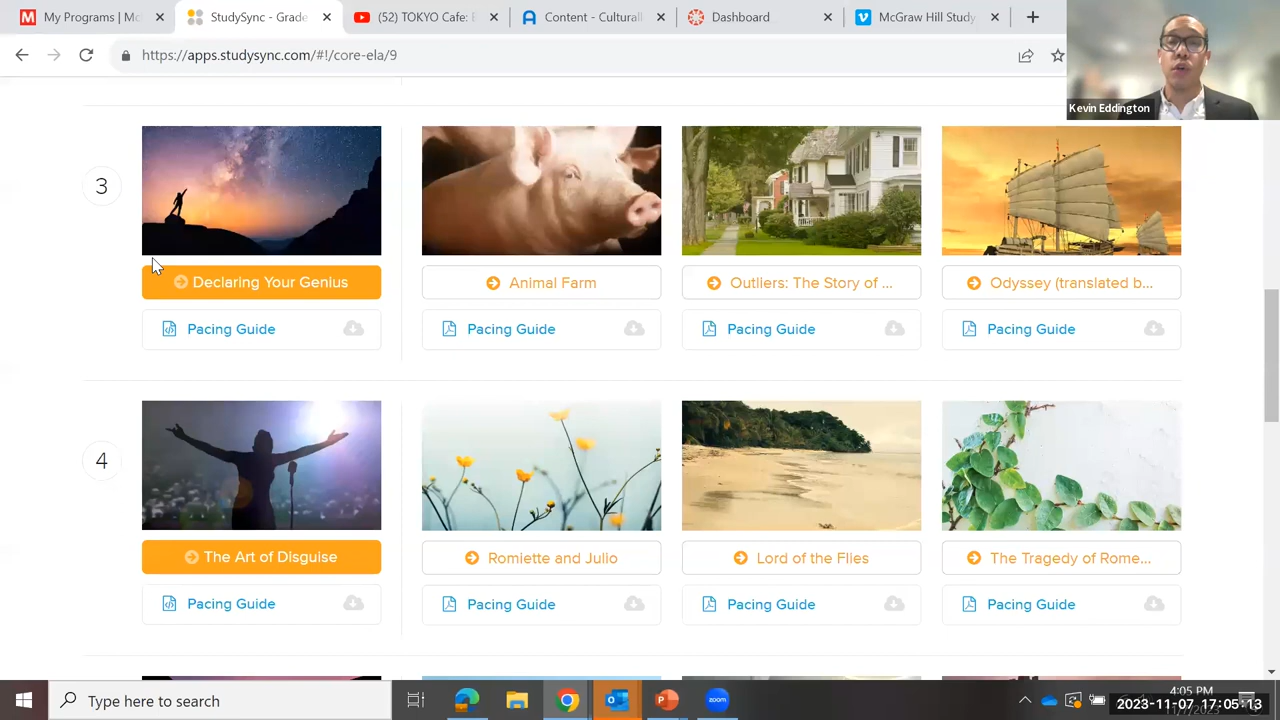 My Programs | Mc
StudySync - Grade
(52) TOKYO Cafe: B
Content - Culturall
Dashboard
McGraw Hill Study
https://apps.studysync.com/#!/core-ela/9
Kevin Eddington
3
Declaring Your Genius
Animal Farm
Outliers: The Story of ...
Odyssey (translated b...
Pacing Guide
Pacing Guide
Pacing Guide
Pacing Guide
4
The Art of Disguise
Romiette and Julio
Lord of the Flies
The Tragedy of Rome...
Pacing Guide
Pacing Guide
Pacing Guide
Pacing Guide
Type here to search
zoom
4:05 PM
2023-11-07 17:05:13